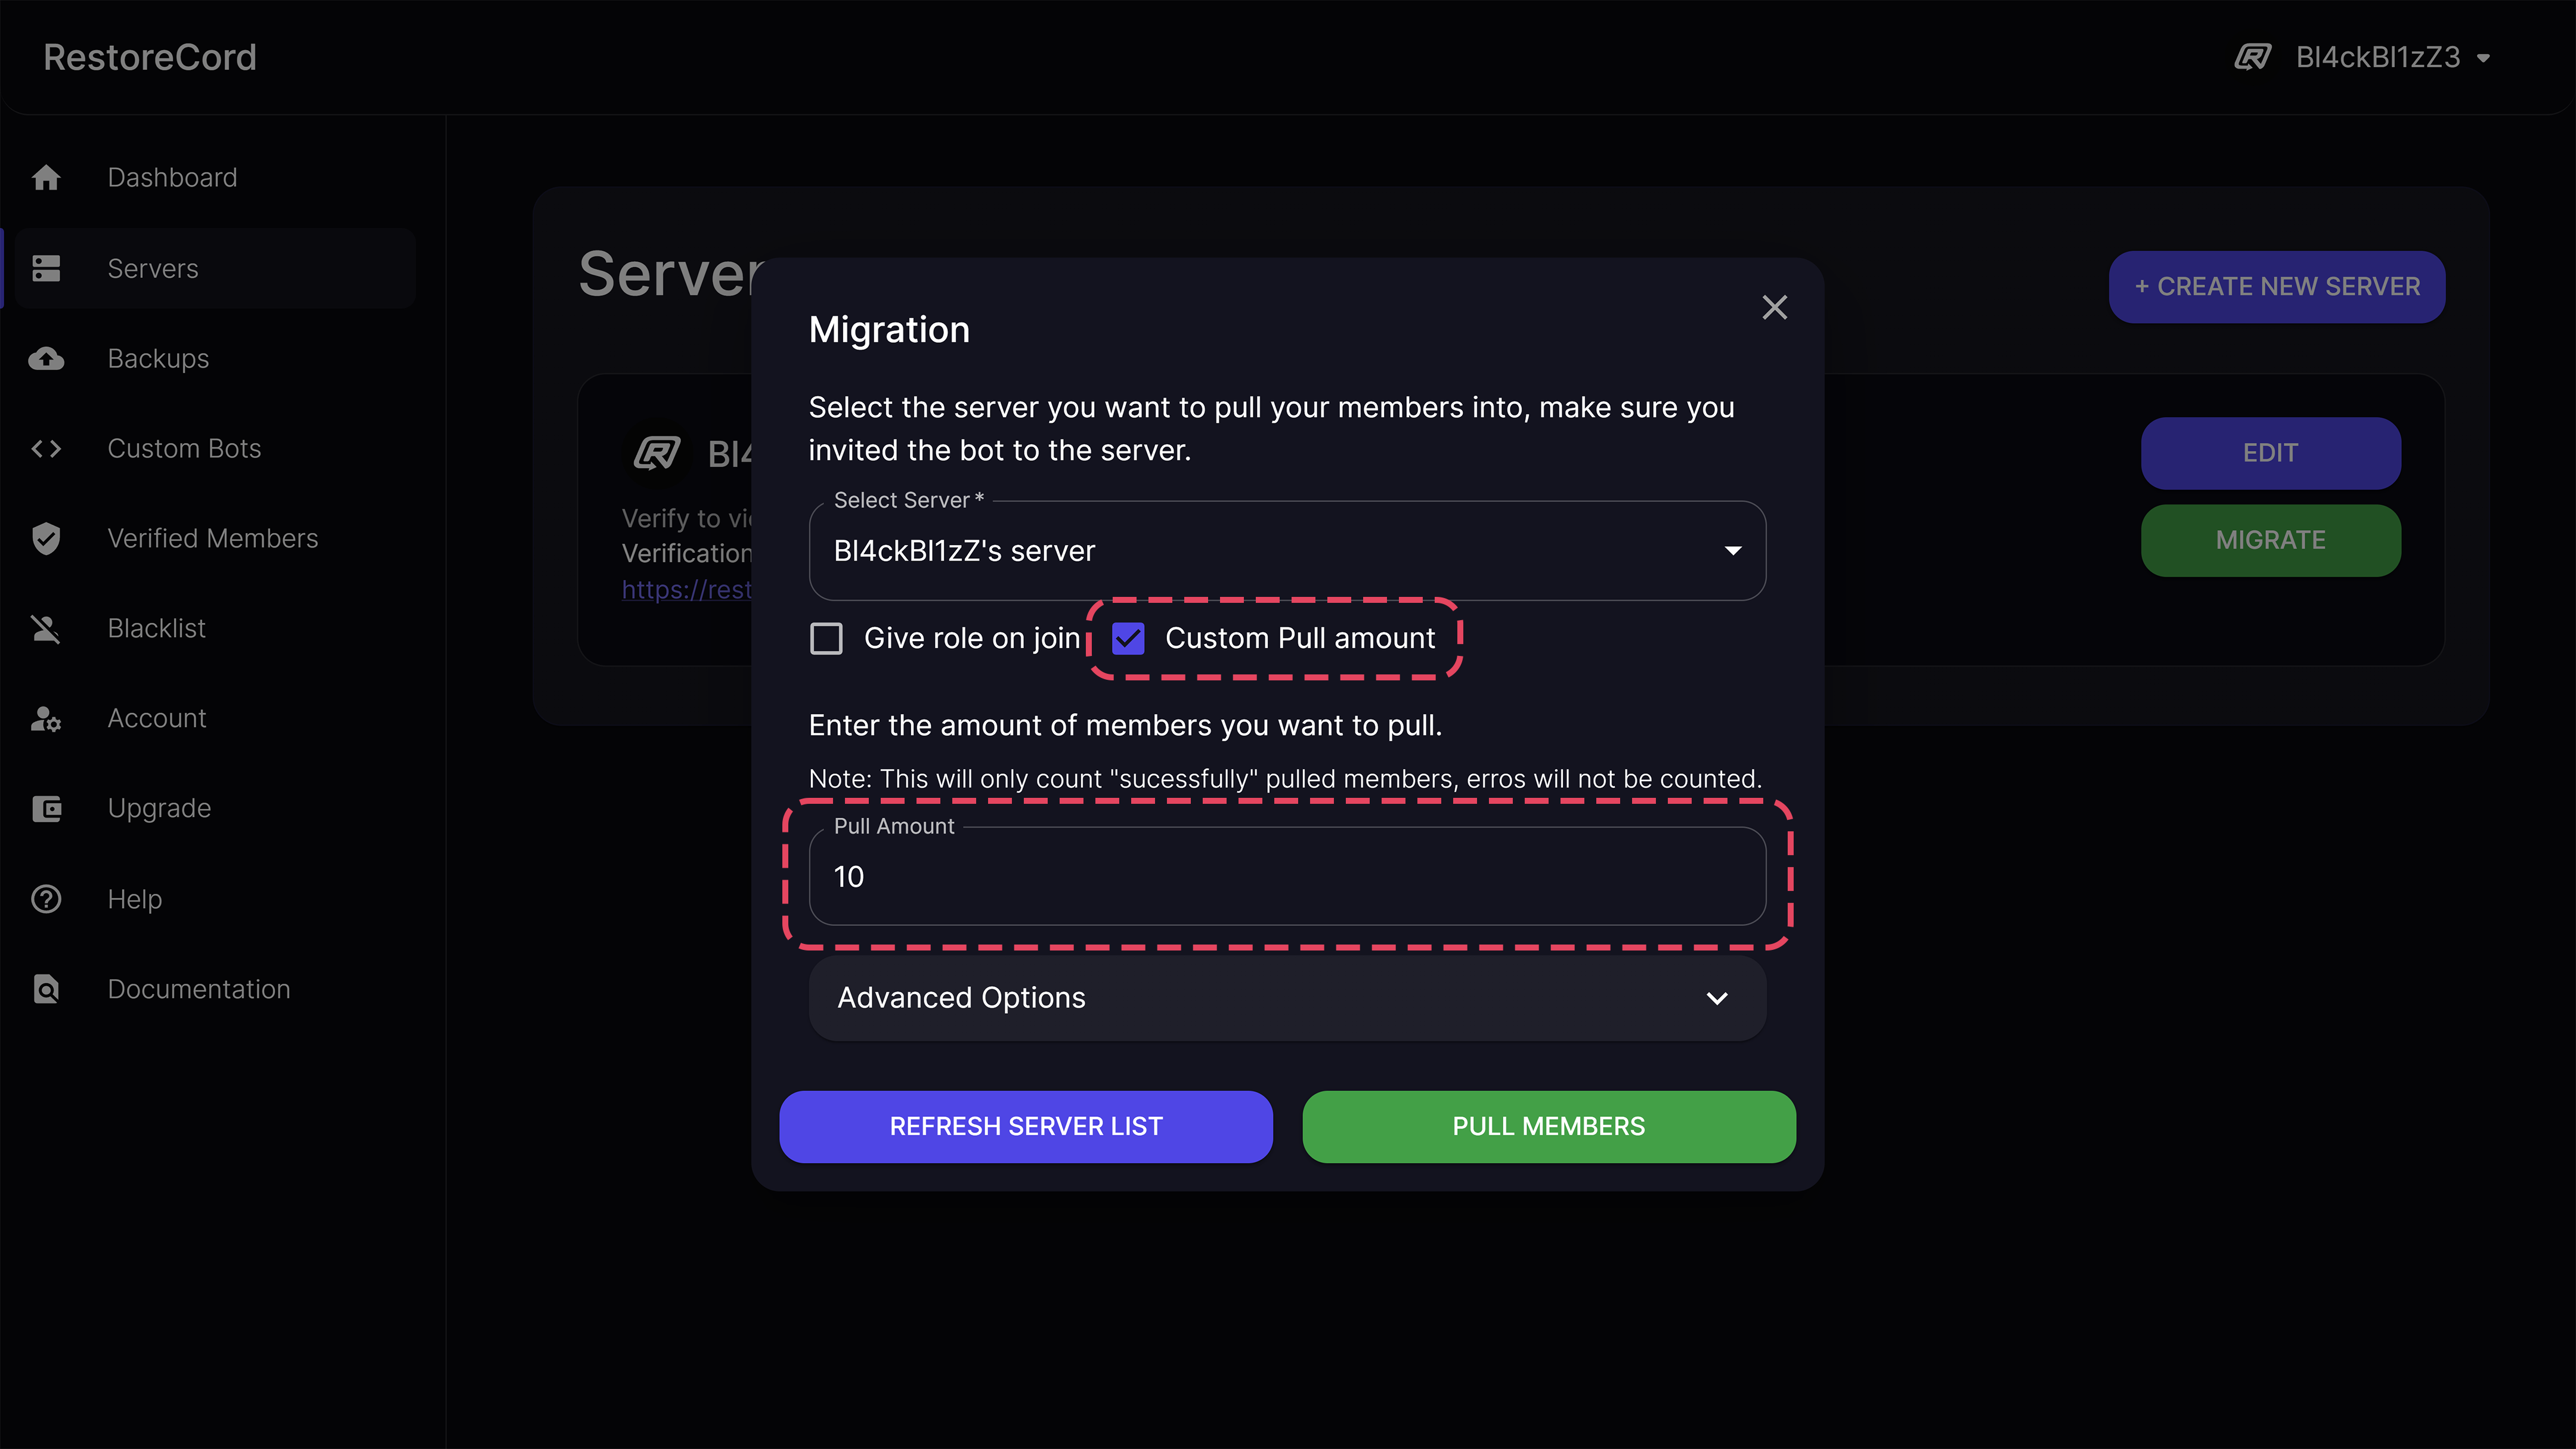 RestoreCord
Bl4ckBl1zZ3
Dashboard
Servers
Backups
Custom Bots
Verified Members
Blacklist
Account
Upgrade
Help
Documentation
Server
+ CREATE NEW SERVER
Bl4
Verify to vi
Verification
https://rest
EDIT
MIGRATE
Migration
Select the server you want to pull your members into, make sure you
invited the bot to the server.
Select Server *
Bl4ckBl1zZ's server
Give role on join
Custom Pull amount
Enter the amount of members you want to pull.
Note: This will only count "sucessfully" pulled members, erros will not be counted.
Pull Amount
10
Advanced Options
REFRESH SERVER LIST
PULL MEMBERS